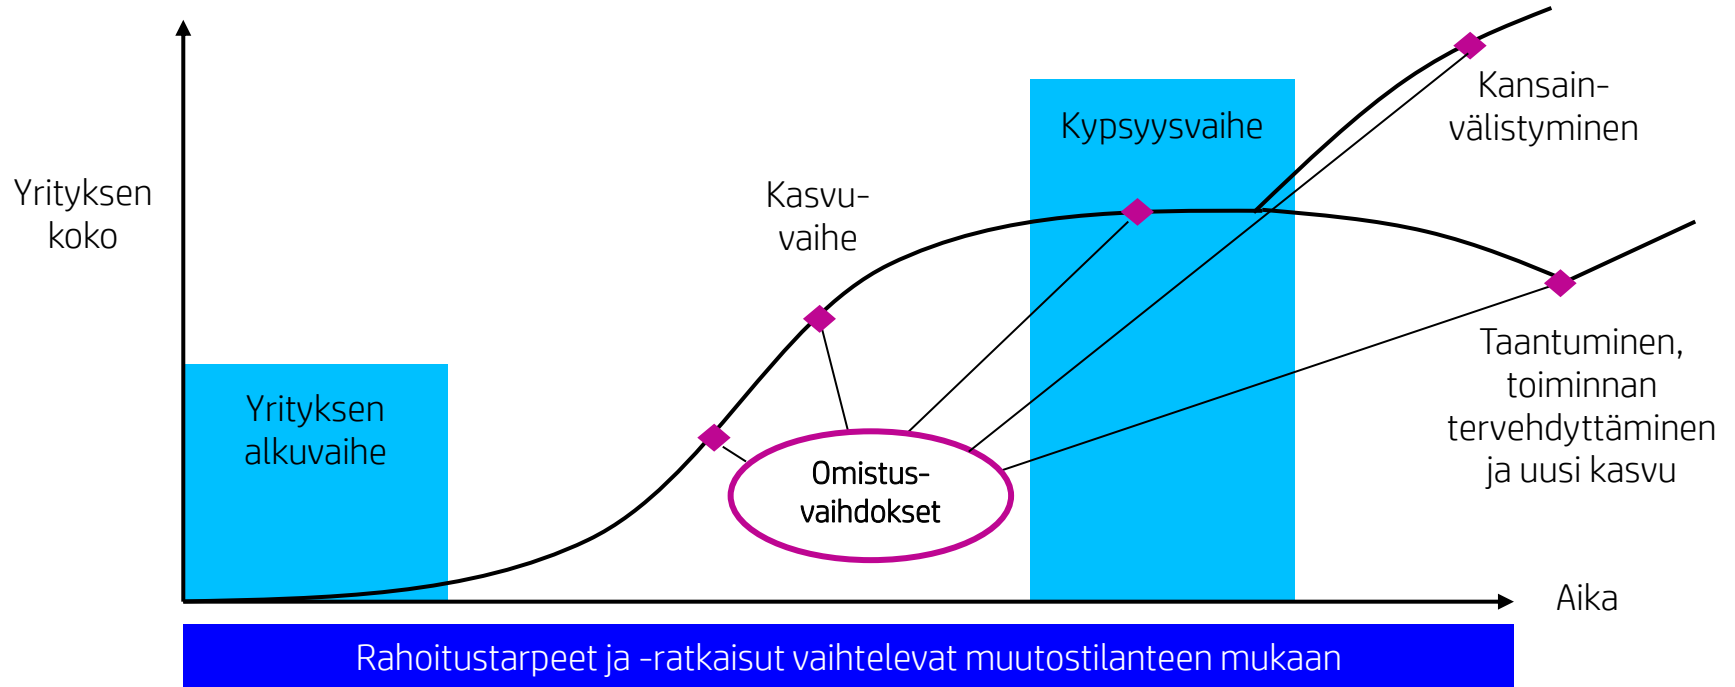 Yrityksen
koko
Yrityksen
alkuvaihe
Kasvu-
vaihe
Omistus-
vaihdokset
Kypsyysvaihe
Kansain-
välistyminen
Taantuminen,
toiminnan
tervehdyttäminen
ja uusi kasvu
Aika
Rahoitustarpeet ja -ratkaisut vaihtelevat muutostilanteen mukaan